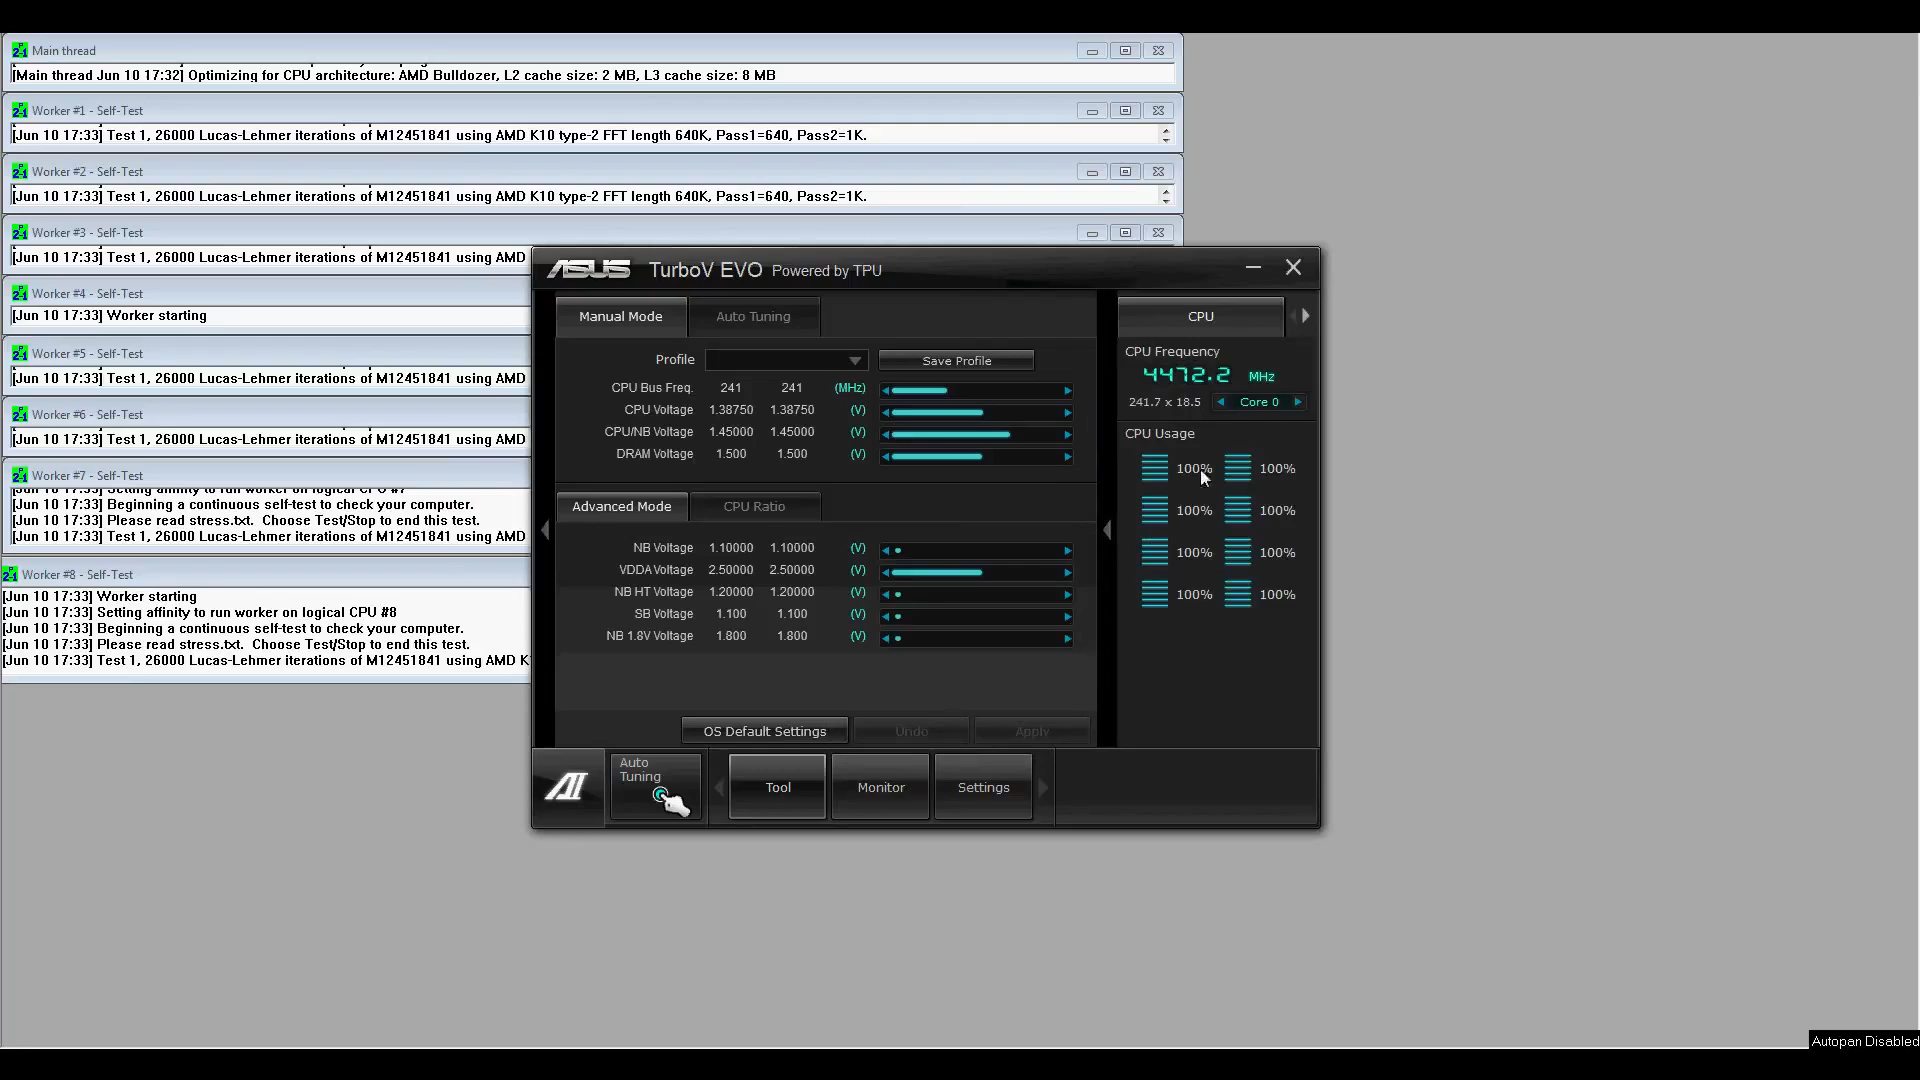 Main thread
[Main thread Jun 10 17:32] Optimizing for CPU architecture: AMD Bulldozer, L2 cache size: 2 MB, L3 cache size: 8 MB
Worker #1 - Self-Test
[Jun 10 17:33] Test 1, 26000 Lucas-Lehmer iterations of M12451841 using AMD K10 type-2 FFT length 640K, Pass1=640, Pass2=1K.
Worker #2 - Self-Test
[Jun 10 17:33] Test 1, 26000 Lucas-Lehmer iterations of M12451841 using AMD K10 type-2 FFT length 640K, Pass1=640, Pass2=1K.
Worker #3 - Self-Test
[Jun 10 17:33] Test 1, 26000 Lucas-Lehmer iterations of M12451841 using AMD
Worker #4 - Self-Test
[Jun 10 17:33] Worker starting
Worker #5 - Self-Test
[Jun 10 17:33] Test 1, 26000 Lucas-Lehmer iterations of M12451841 using AMD
Worker #6 - Self-Test
[Jun 10 17:33] Test 1, 26000 Lucas-Lehmer iterations of M12451841 using AMD
Worker #7 - Self-Test
[Jun 10 17:33] Setting affinity to run worker on logical CPU #7
[Jun 10 17:33] Beginning a continuous self-test to check your computer.
[Jun 10 17:33] Please read stress.txt. Choose Test/Stop to end this test.
[Jun 10 17:33] Test 1, 26000 Lucas-Lehmer iterations of M12451841 using AMD
Worker #8 - Self-Test
[Jun 10 17:33] Worker starting
[Jun 10 17:33] Setting affinity to run worker on logical CPU #8
[Jun 10 17:33] Beginning a continuous self-test to check your computer.
[Jun 10 17:33] Please read stress.txt. Choose Test/Stop to end this test.
[Jun 10 17:33] Test 1, 26000 Lucas-Lehmer iterations of M12451841 using AMD K
ASUS TurboV EVO Powered by TPU
Manual Mode Auto Tuning
Profile Save Profile
CPU Bus Freq. 241 241 (MHz)
CPU Voltage 1.38750 1.38750 (V)
CPU/NB Voltage 1.45000 1.45000 (V)
DRAM Voltage 1.500 1.500 (V)
Advanced Mode CPU Ratio
NB Voltage 1.10000 1.10000 (V)
VDDA Voltage 2.50000 2.50000 (V)
NB HT Voltage 1.20000 1.20000 (V)
SB Voltage 1.100 1.100 (V)
NB 1.8V Voltage 1.800 1.800 (V)
OS Default Settings Undo Apply
CPU
CPU Frequency
4472.2 MHz
241.7 x 18.5 Core 0
CPU Usage
100% 100%
100% 100%
100% 100%
100% 100%
Auto
Tuning
Tool Monitor Settings
Autopan Disabled